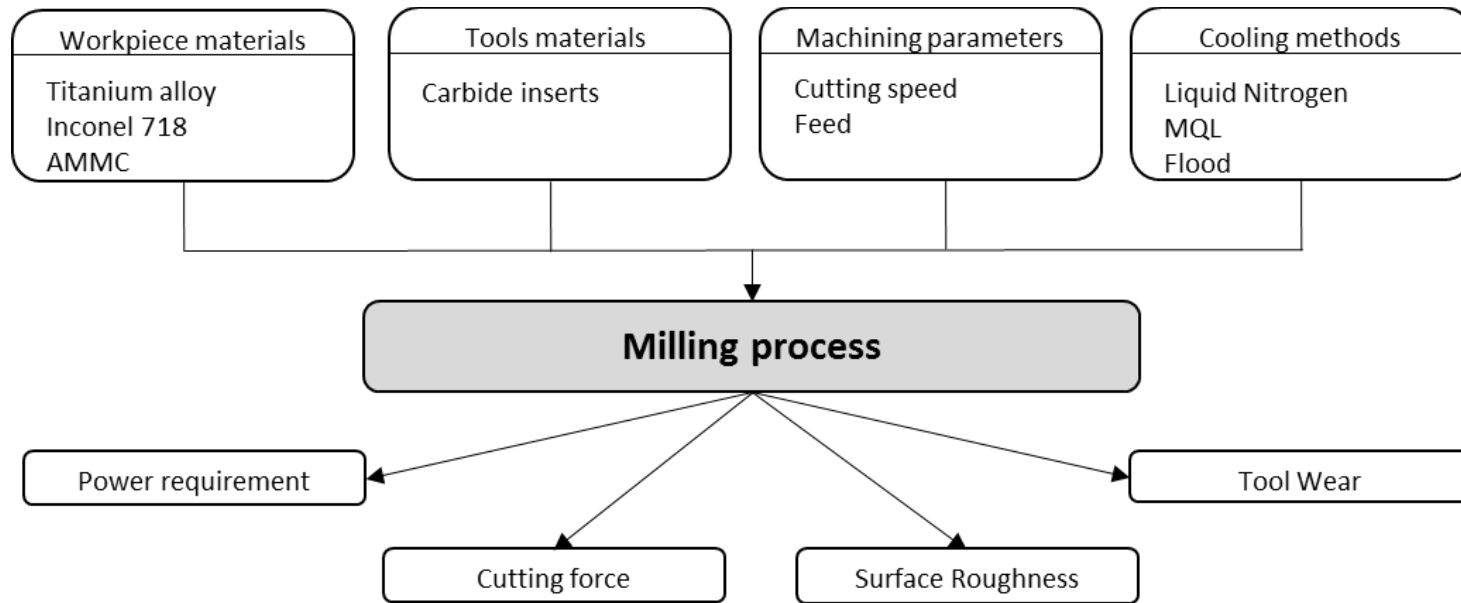 Workpiece materials
Titanium alloy
Inconel 718
AMMC
Tools materials
Carbide inserts
Machining parameters
Cutting speed
Feed
Cooling methods
Liquid Nitrogen
MQL
Flood
Milling process
Power requirement
Cutting force
Surface Roughness
Tool Wear